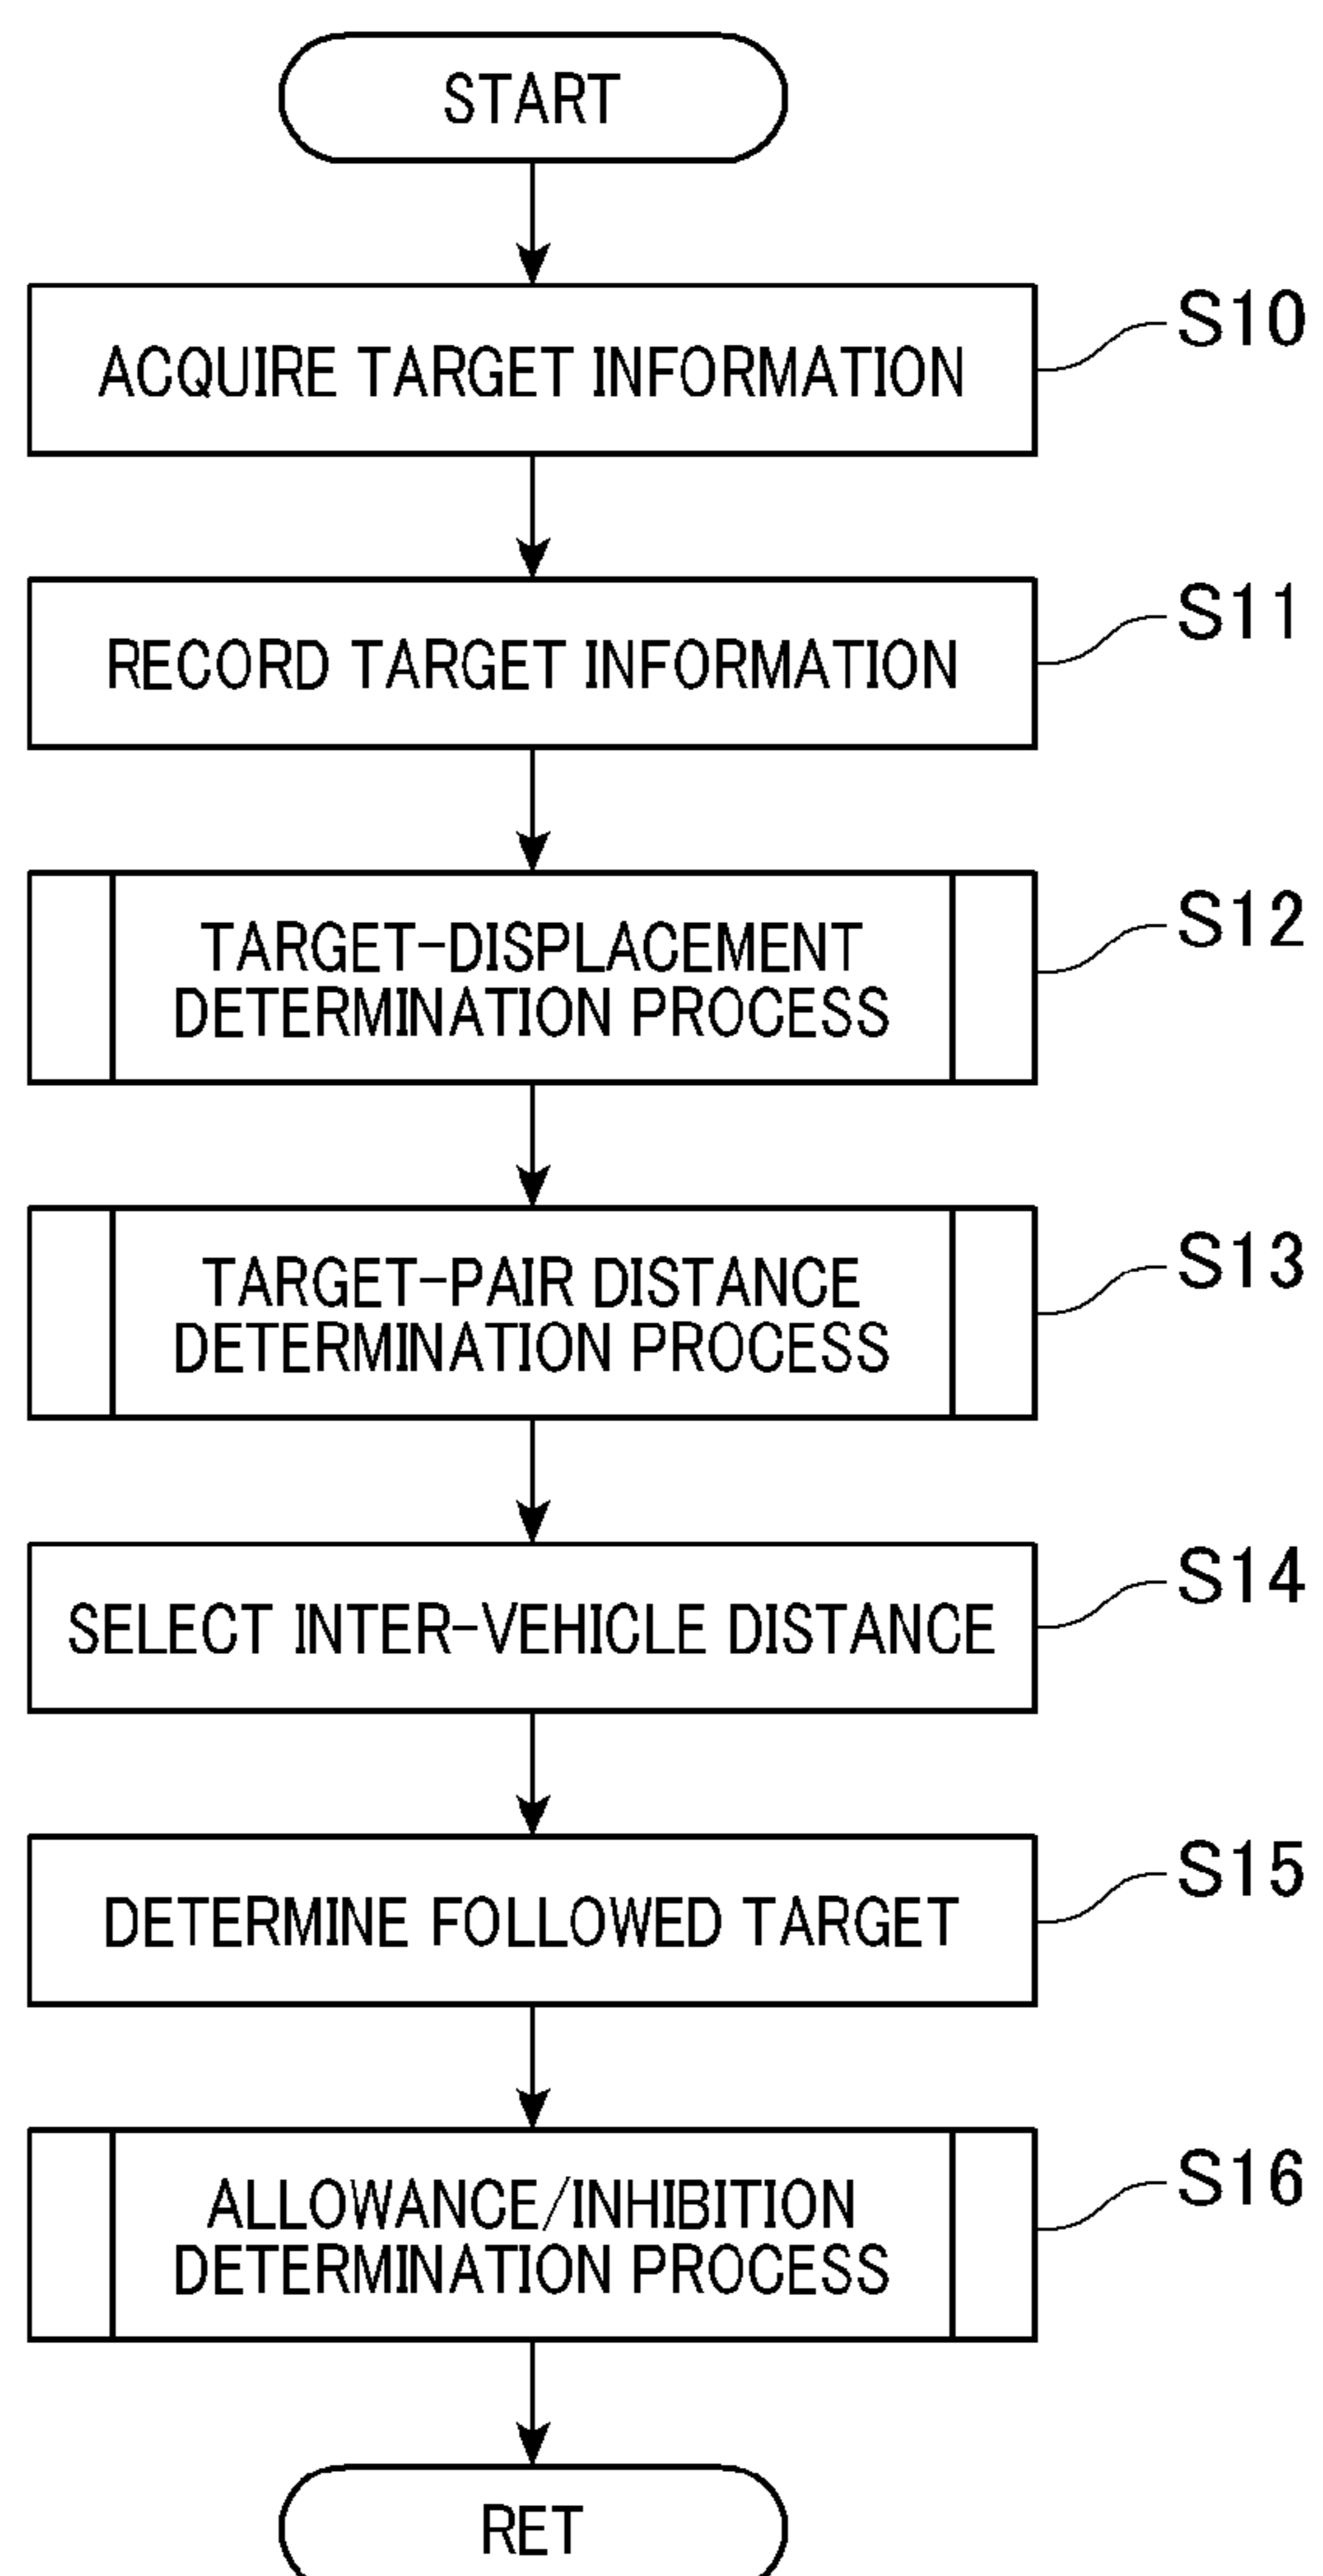 START
ACQUIRE TARGET INFORMATION
S10
RECORD TARGET INFORMATION
S11
TARGET-DISPLACEMENT
DETERMINATION PROCESS
S12
TARGET-PAIR DISTANCE
DETERMINATION PROCESS
S13
SELECT INTER-VEHICLE DISTANCE
S14
DETERMINE FOLLOWED TARGET
S15
ALLOWANCE/INHIBITION
DETERMINATION PROCESS
S16
RET